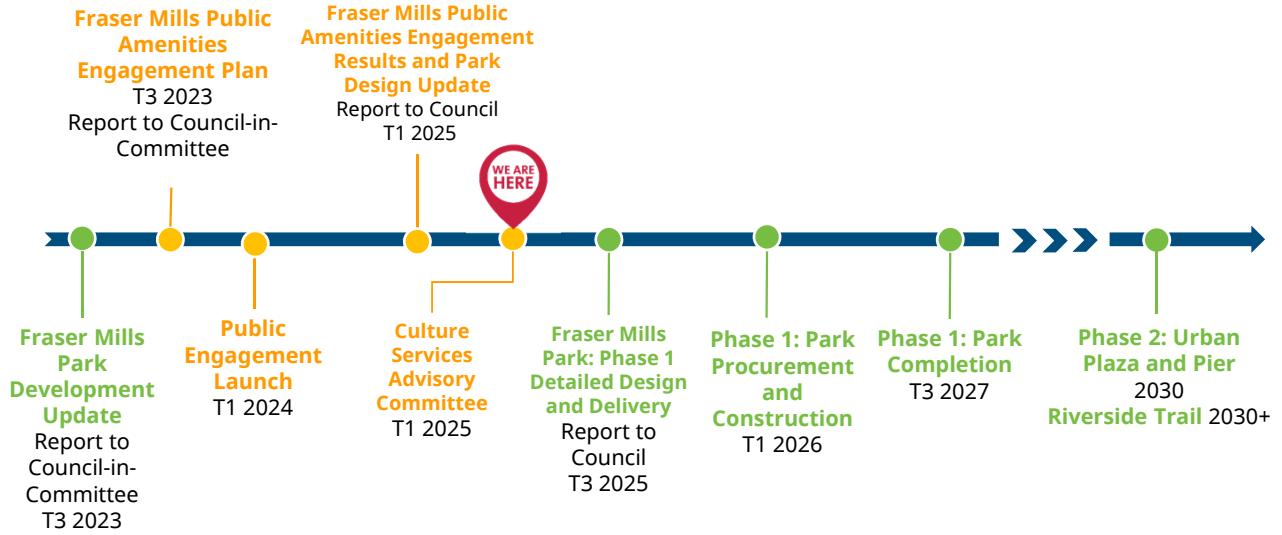 Fraser Mills Public
Amenities
Engagement Plan
T3 2023
Report to Council-in-
Committee
Fraser Mills Public
Amenities Engagement
Results and Park
Design Update
Report to Council
T1 2025
WE ARE
HERE
Fraser Mills
Park
Development
Update
Report to
Council-in-
Committee
T3 2023
Public
Engagement
Launch
T1 2024
Culture
Services
Advisory
Committee
T1 2025
Fraser Mills
Park: Phase 1
Detailed Design
and Delivery
Report to
Council
T3 2025
Phase 1: Park
Procurement
and
Construction
T1 2026
Phase 1: Park
Completion
T3 2027
Phase 2: Urban
Plaza and Pier
2030
Riverside Trail 2030+